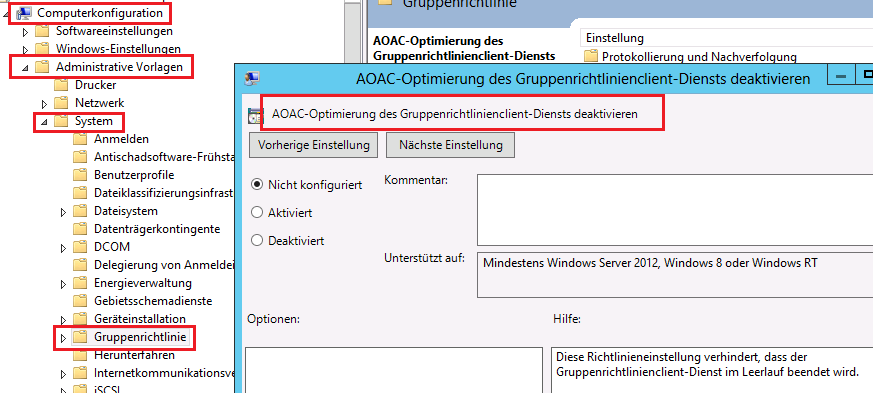 Computerkonfiguration
Softwareeinstellungen
Windows-Einstellungen
Administrative Vorlagen
Drucker
Netzwerk
System
Anmelden
Antischadsoftware-Frühsta
Benutzerprofile
Dateiklassifizierungsinfrast
Dateisystem
Datenträgerkontingente
DCOM
Delegierung von Anmeldei
Energieverwaltung
Gebietsschemadienste
Geräteinstallation
Gruppenrichtlinie
Herunterfahren
Internetkommunikationsve
iSCSI
Gruppenrichtlinie
AOAC-Optimierung des
Gruppenrichtlinienclient-Diensts
Einstellung
Protokollierung und Nachverfolgung
AOAC-Optimierung des Gruppenrichtlinienclient-Diensts deaktivieren
AOAC-Optimierung des Gruppenrichtlinienclient-Diensts deaktivieren
Vorherige Einstellung
Nächste Einstellung
Nicht konfiguriert
Aktiviert
Deaktiviert
Kommentar:
Unterstützt auf:
Mindestens Windows Server 2012, Windows 8 oder Windows RT
Optionen:
Hilfe:
Diese Richtlinieneinstellung verhindert, dass der
Gruppenrichtlinienclient-Dienst im Leerlauf beendet wird.